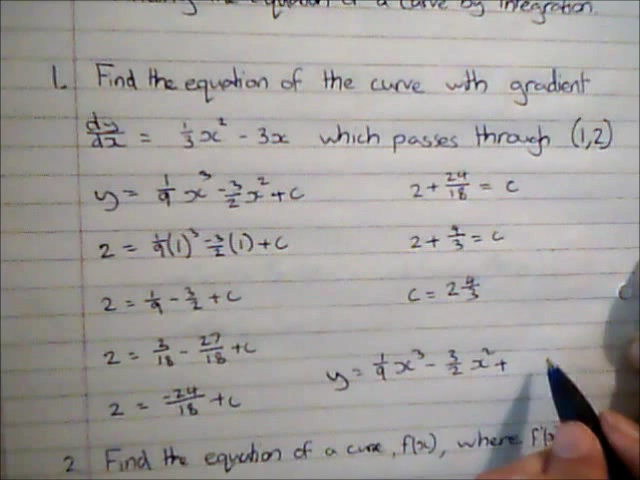 the equation of a curve by integration.
1. Find the equation of the curve with gradient
dy/dx = 1/3 x² - 3x which passes through (1,2)
y = 1/9 x³ - 3/2 x² + c
2 = 1/9 (1)³ - 3/2 (1) + c
2 = 1/9 - 3/2 + c
2 = 3/18 - 27/18 + c
2 = -24/18 + c
2 + 24/18 = c
2 + 4/3 = c
c = 2 4/3
y = 1/9 x³ - 3/2 x² +
2 Find the equation of a curve, f(x), where f'(x)